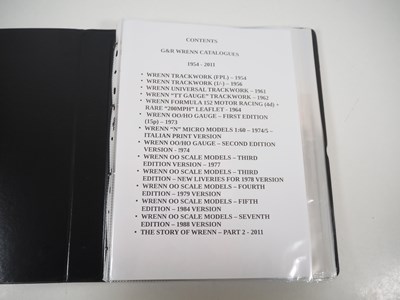 CONTENTS
G&R WRENN CATALOGUES
1954 - 2011
• WRENN TRACKWORK (FPL) – 1954
• WRENN TRACKWORK (1/-) – 1956
• WRENN UNIVERSAL TRACKWORK – 1961
• WRENN "TT GAUGE" TRACKWORK – 1962
• WRENN FORMULA 152 MOTOR RACING (4d) +
RARE "200MPH" LEAFLET - 1964
• WRENN OO/HO GAUGE – FIRST EDITION
(15p) – 1973
• WRENN "N" MICRO MODELS 1:60 – 1974/5 –
ITALIAN PRINT VERSION
• WRENN OO/HO GAUGE – SECOND EDITION
VERSION - !974
• WRENN OO SCALE MODELS – THIRD
EDITION VERSION – 1977
• WRENN OO SCALE MODELS – THIRD
EDITION – NEW LIVERIES FOR 1978 VERSION
• WRENN OO SCALE MODELS – FOURTH
EDITION – 1979 VERSION
• WRENN OO SCALE MODELS – FIFTH
EDITION – 1984 VERSION
• WRENN OO SCALE MODELS – SEVENTH
EDITION – 1988 VERSION
• THE STORY OF WRENN – PART 2 - 2011